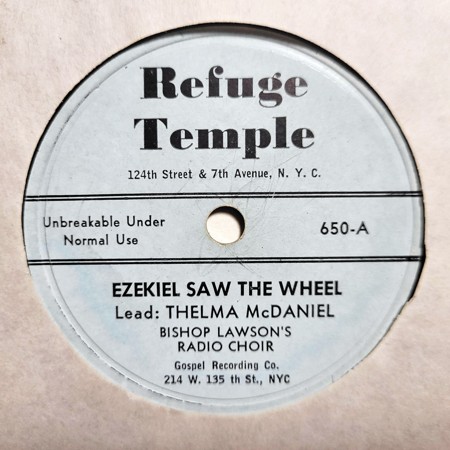 Refuge
Temple
124th Street & 7th Avenue, N. Y. C.
Unbreakable Under
Normal Use
650-A
EZEKIEL SAW THE WHEEL
Lead: THELMA McDANIEL
BISHOP LAWSON'S
RADIO CHOIR
Gospel Recording Co.
214 W. 135 th St., NYC